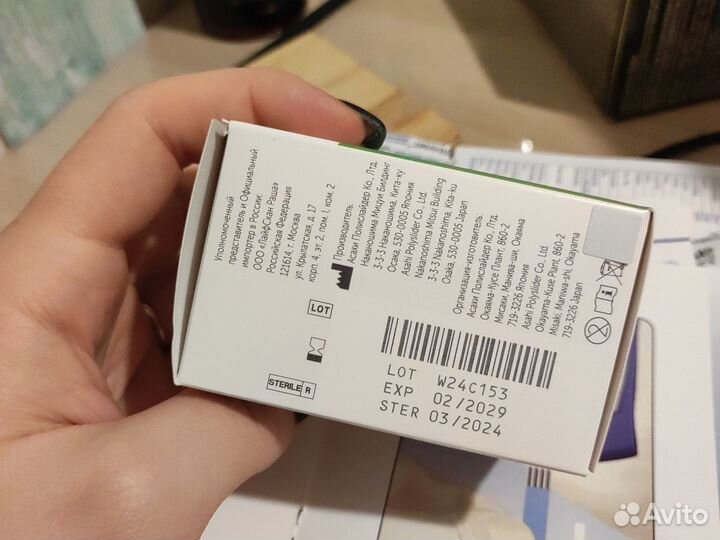 Уполномоченный
представитель и Официальный
импортер в России:
ООО «ЛайфСкан Раша»
Российская Федерация
121614, г. Москва
ул. Крылатская, д. 17
корп. 4, эт. 2, пом. I, ком. 2
Производитель:
Асахи Полислайдер Ко., Лтд.
Наканошима Мицуи Билдинг
3-3-3 Наканошима, Кита-ку
Осака, 530-0005 Япония
Asahi Polyslider Co., Ltd.
Nakanoshima Mitsui Building
3-3-3 Nakanoshima, Kita-ku
Osaka, 530-0005 Japan
Организация-изготовитель:
Асахи Полислайдер Ко., Лтд.
Окаяма-Кусе Плант, 860-2
Мисаки, Манива-ши, Окаяма
719-3226 Япония
Asahi Polyslider Co., Ltd.
Okayama-Kuse Plant, 860-2
Misaki, Maniwa-shi, Okayama
719-3226 Japan
LOT
STERILE R
LOT W24C153
EXP 02/2029
STER 03/2024
Avito